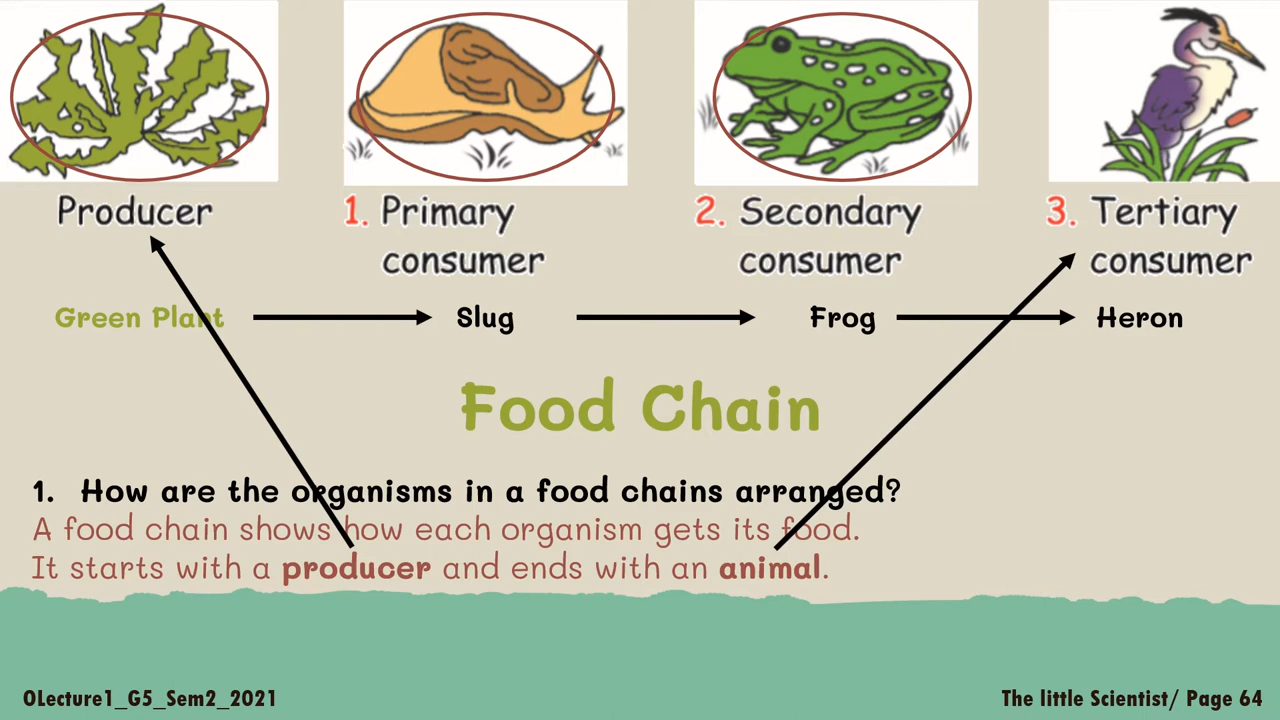 Producer
1. Primary
consumer
2. Secondary
consumer
3. Tertiary
consumer
Green Plant
Slug
Frog
Heron
Food Chain
1. How are the organisms in a food chains arranged?
A food chain shows how each organism gets its food.
It starts with a producer and ends with an animal.
OLecture1_G5_Sem2_2021
The little Scientist/ Page 64